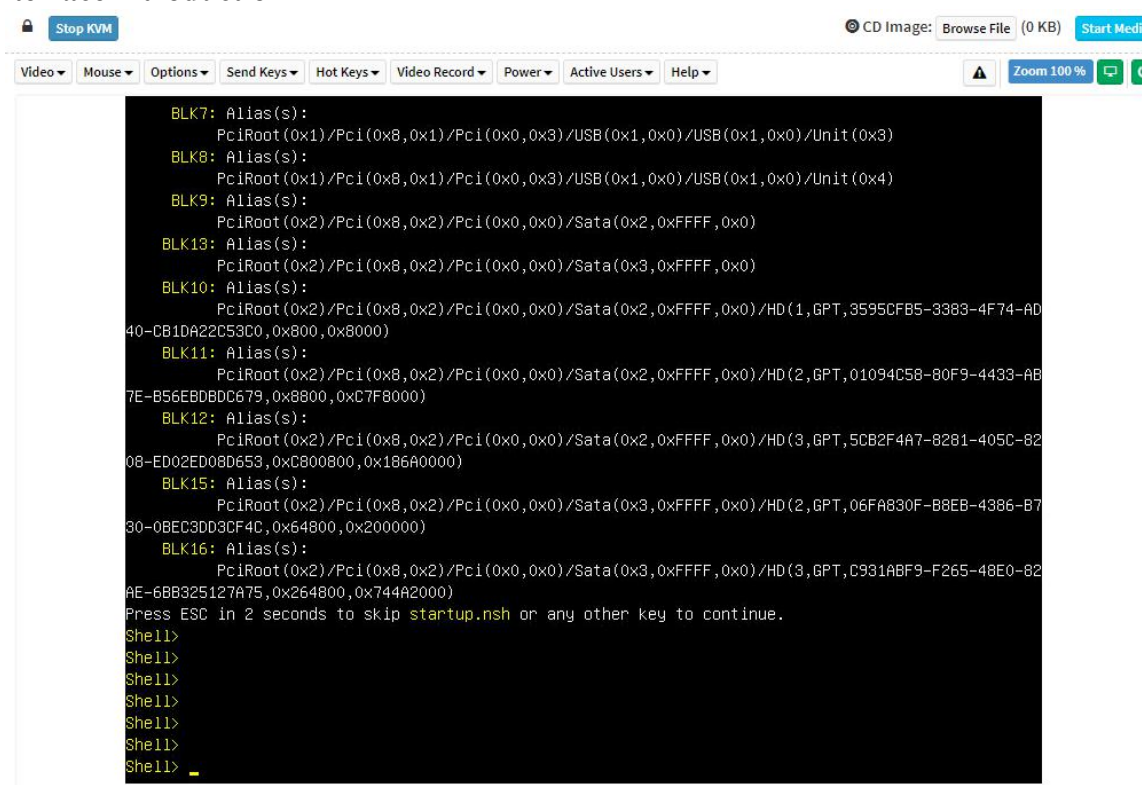 Stop KVM
CD Image: Browse File (0 KB) Start Medi
Video Mouse Options Send Keys Hot Keys Video Record Power Active Users Help Zoom 100 %
BLK7: Alias(s):
PciRoot(0x1)/Pci(0x8,0x1)/Pci(0x0,0x3)/USB(0x1,0x0)/USB(0x1,0x0)/Unit(0x3)
BLK8: Alias(s):
PciRoot(0x1)/Pci(0x8,0x1)/Pci(0x0,0x3)/USB(0x1,0x0)/USB(0x1,0x0)/Unit(0x4)
BLK9: Alias(s):
PciRoot(0x2)/Pci(0x8,0x2)/Pci(0x0,0x0)/Sata(0x2,0xFFFF,0x0)
BLK13: Alias(s):
PciRoot(0x2)/Pci(0x8,0x2)/Pci(0x0,0x0)/Sata(0x3,0xFFFF,0x0)
BLK10: Alias(s):
PciRoot(0x2)/Pci(0x8,0x2)/Pci(0x0,0x0)/Sata(0x2,0xFFFF,0x0)/HD(1,GPT,3595CFB5-3383-4F74-AD
40-CB1DA22C53C0,0x800,0x8000)
BLK11: Alias(s):
PciRoot(0x2)/Pci(0x8,0x2)/Pci(0x0,0x0)/Sata(0x2,0xFFFF,0x0)/HD(2,GPT,01094C58-80F9-4433-AB
7E-B56EBDBDC679,0x8800,0xC7F8000)
BLK12: Alias(s):
PciRoot(0x2)/Pci(0x8,0x2)/Pci(0x0,0x0)/Sata(0x2,0xFFFF,0x0)/HD(3,GPT,5CB2F4A7-8281-405C-82
08-ED02ED08D653,0xC800800,0x186A0000)
BLK15: Alias(s):
PciRoot(0x2)/Pci(0x8,0x2)/Pci(0x0,0x0)/Sata(0x3,0xFFFF,0x0)/HD(2,GPT,06FA830F-B8EB-4386-B7
30-0BEC3DD3CF4C,0x64800,0x200000)
BLK16: Alias(s):
PciRoot(0x2)/Pci(0x8,0x2)/Pci(0x0,0x0)/Sata(0x3,0xFFFF,0x0)/HD(3,GPT,C931ABF9-F265-48E0-82
AE-6BB325127A75,0x264800,0x744A2000)
Press ESC in 2 seconds to skip startup.nsh or any other key to continue.
Shell>
Shell>
Shell>
Shell>
Shell>
Shell>
Shell> _